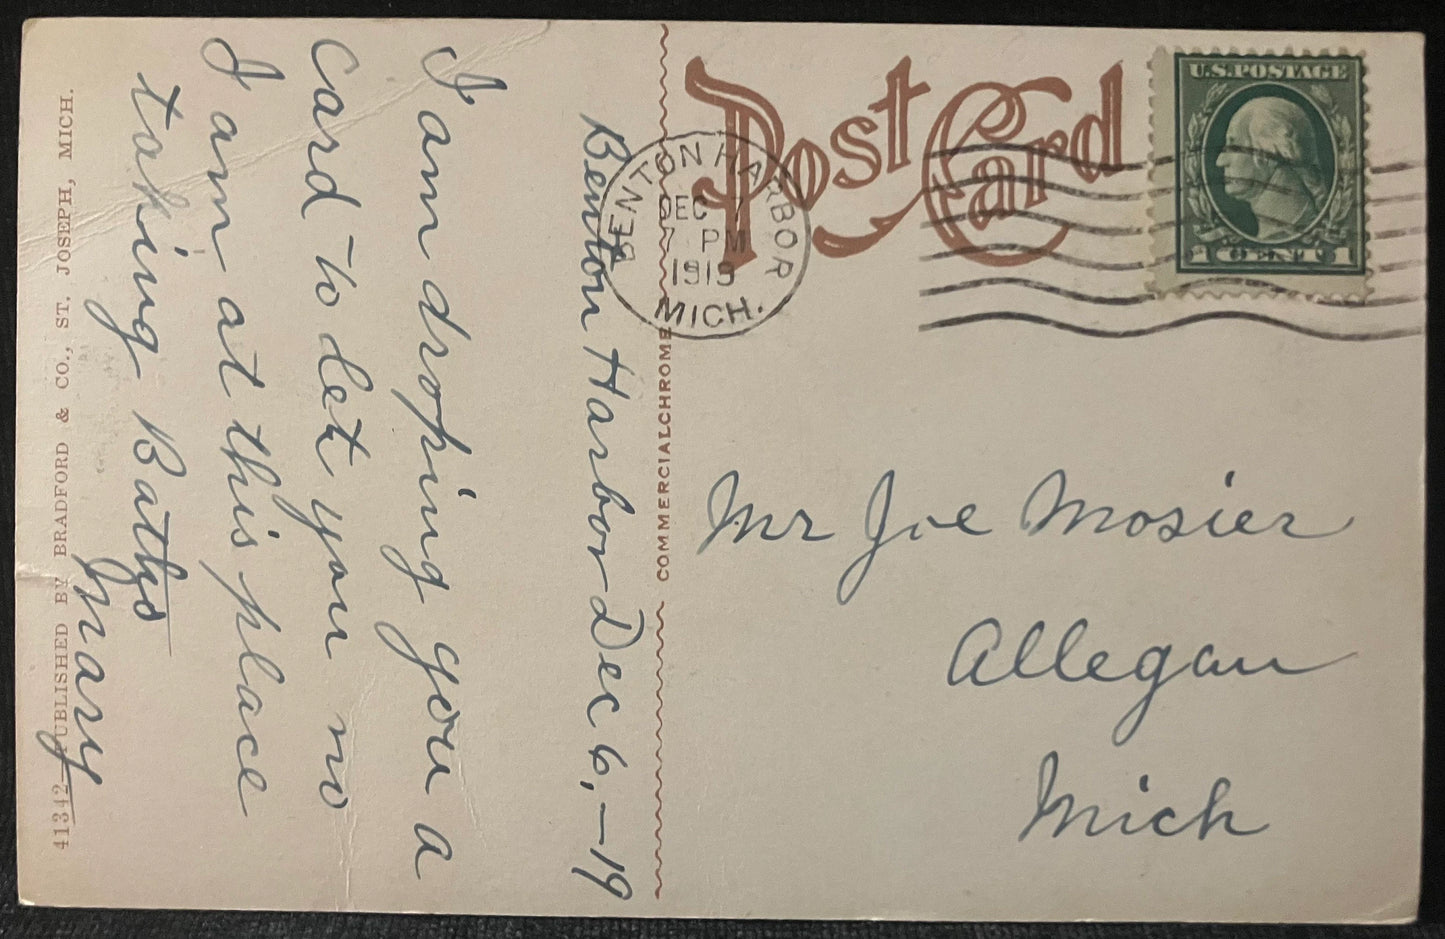 Post Card
U.S. POSTAGE
1 CENT 1
BENTON HARBOR
DEC 7
7 PM
1919
MICH.
Mr Joe Mosier
Allegan
Mich
COMMERCIALCHROME
Benton Harbor Dec 6, -19
I am droping you a
Card to let you no
I am at this place
taking Baths
Mary
41342-PUBLISHED BY BRADFORD & CO., ST. JOSEPH, MICH.